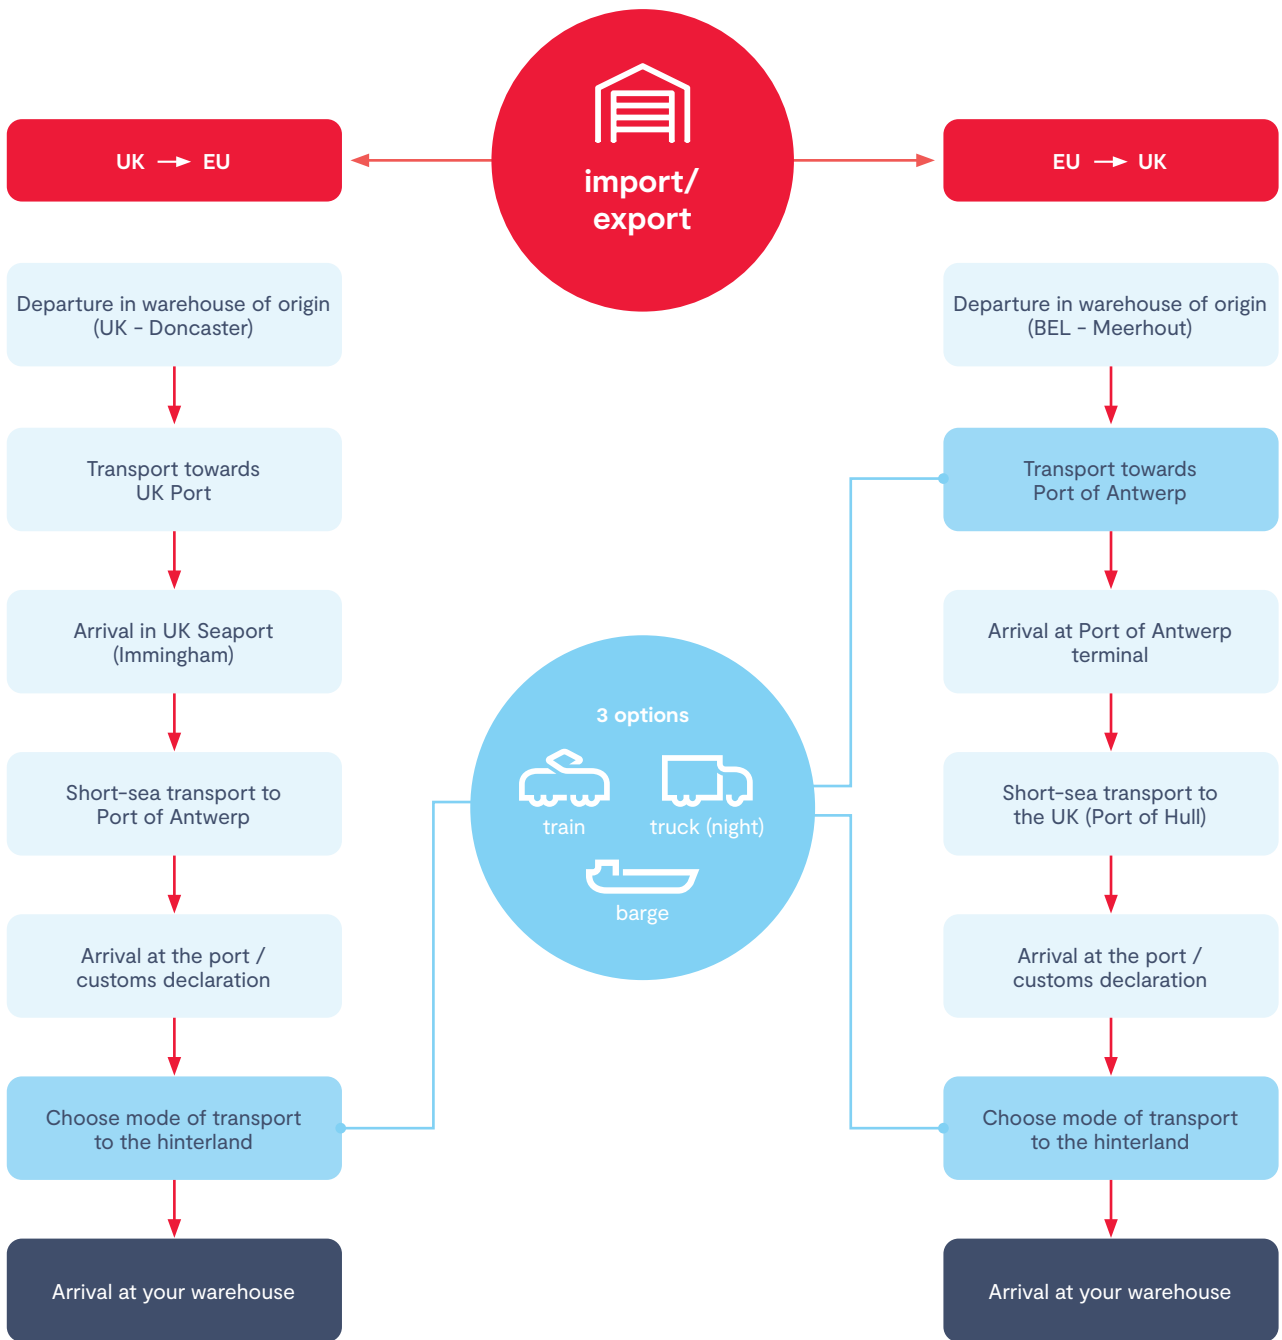 import/
export
UK → EU
Departure in warehouse of origin
(UK - Doncaster)
Transport towards
UK Port
Arrival in UK Seaport
(Immingham)
Short-sea transport to
Port of Antwerp
Arrival at the port /
customs declaration
Choose mode of transport
to the hinterland
Arrival at your warehouse
3 options
train
truck (night)
barge
EU → UK
Departure in warehouse of origin
(BEL - Meerhout)
Transport towards
Port of Antwerp
Arrival at Port of Antwerp
terminal
Short-sea transport to
the UK (Port of Hull)
Arrival at the port /
customs declaration
Choose mode of transport
to the hinterland
Arrival at your warehouse